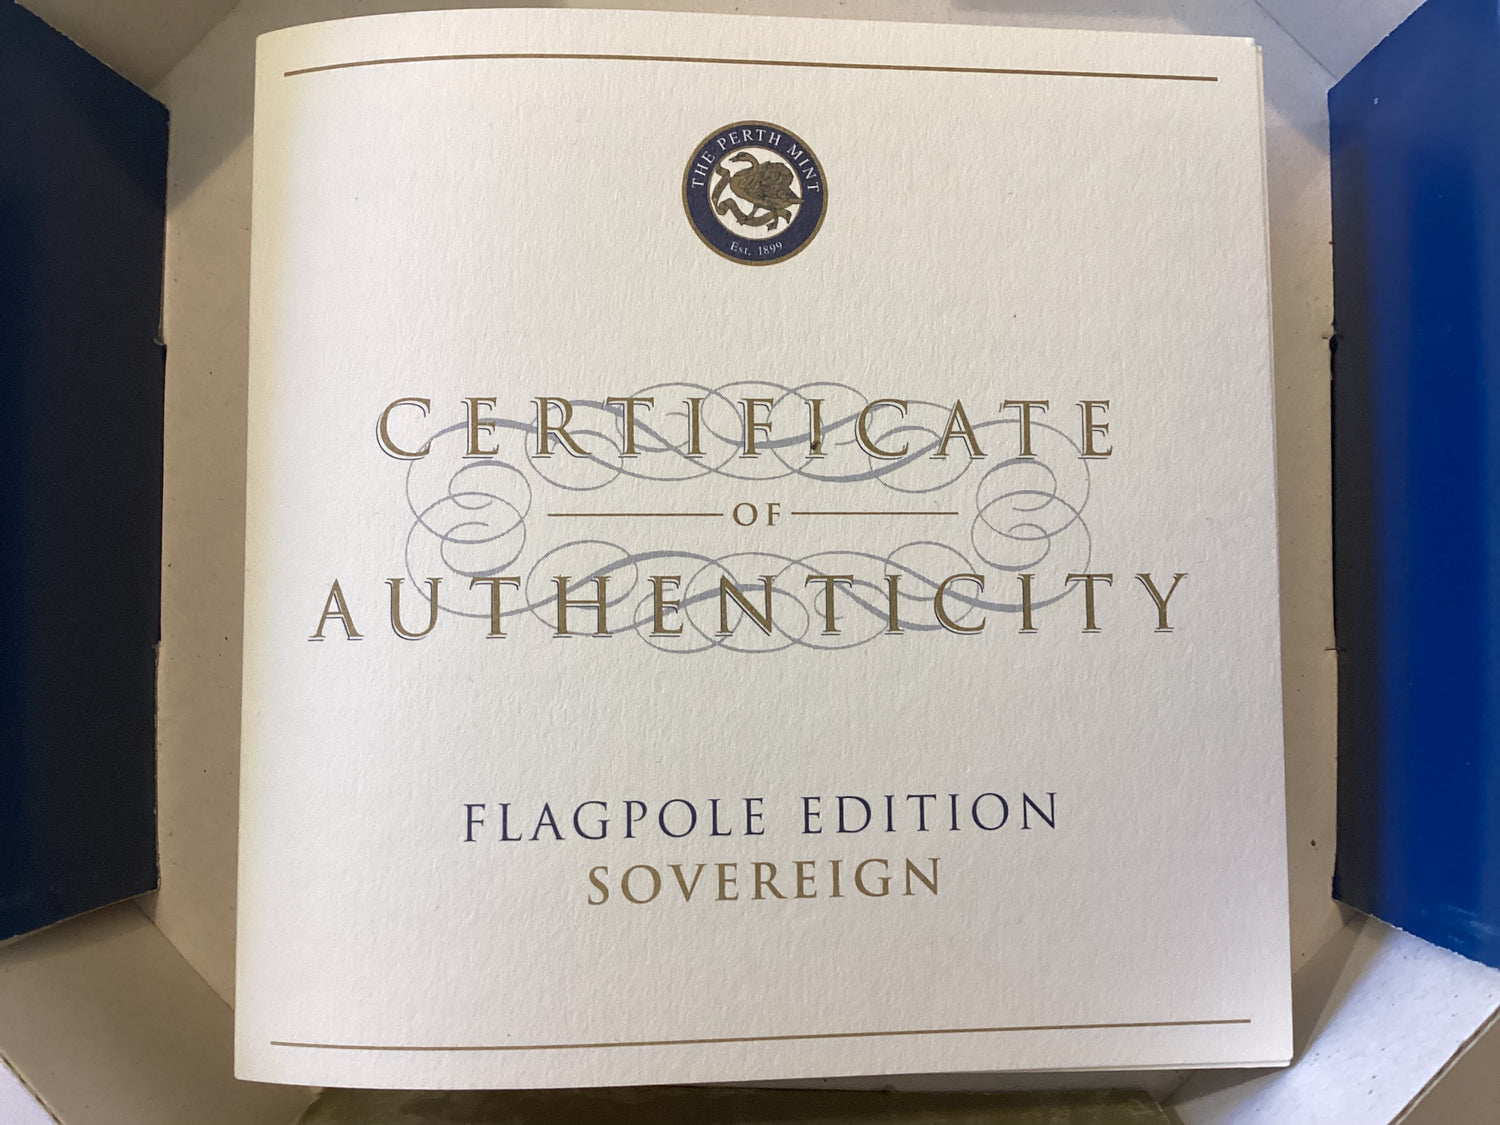 THE PERTH MINT
Est. 1899
CERTIFICATE
OF
AUTHENTICITY
FLAGPOLE EDITION
SOVEREIGN